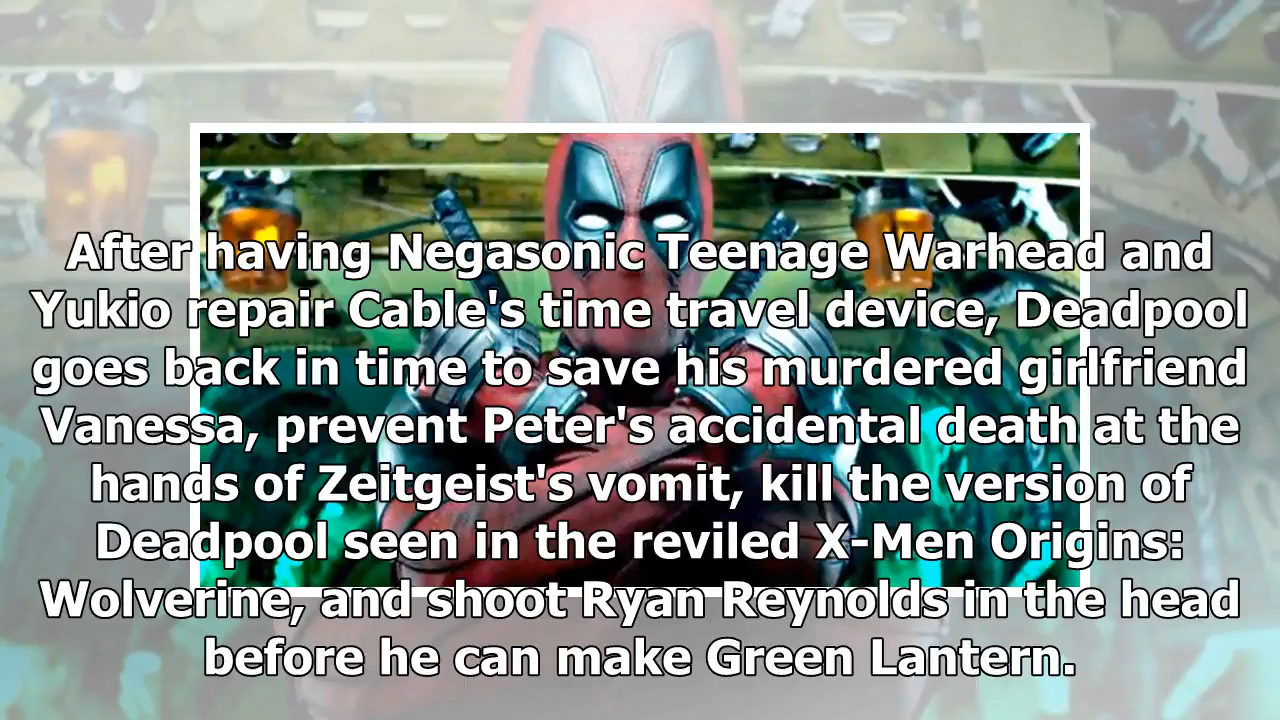 After having Negasonic Teenage Warhead and
Yukio repair Cable's time travel device, Deadpool
goes back in time to save his murdered girlfriend
Vanessa, prevent Peter's accidental death at the
hands of Zeitgeist's vomit, kill the version of
Deadpool seen in the reviled X-Men Origins:
Wolverine, and shoot Ryan Reynolds in the head
before he can make Green Lantern.